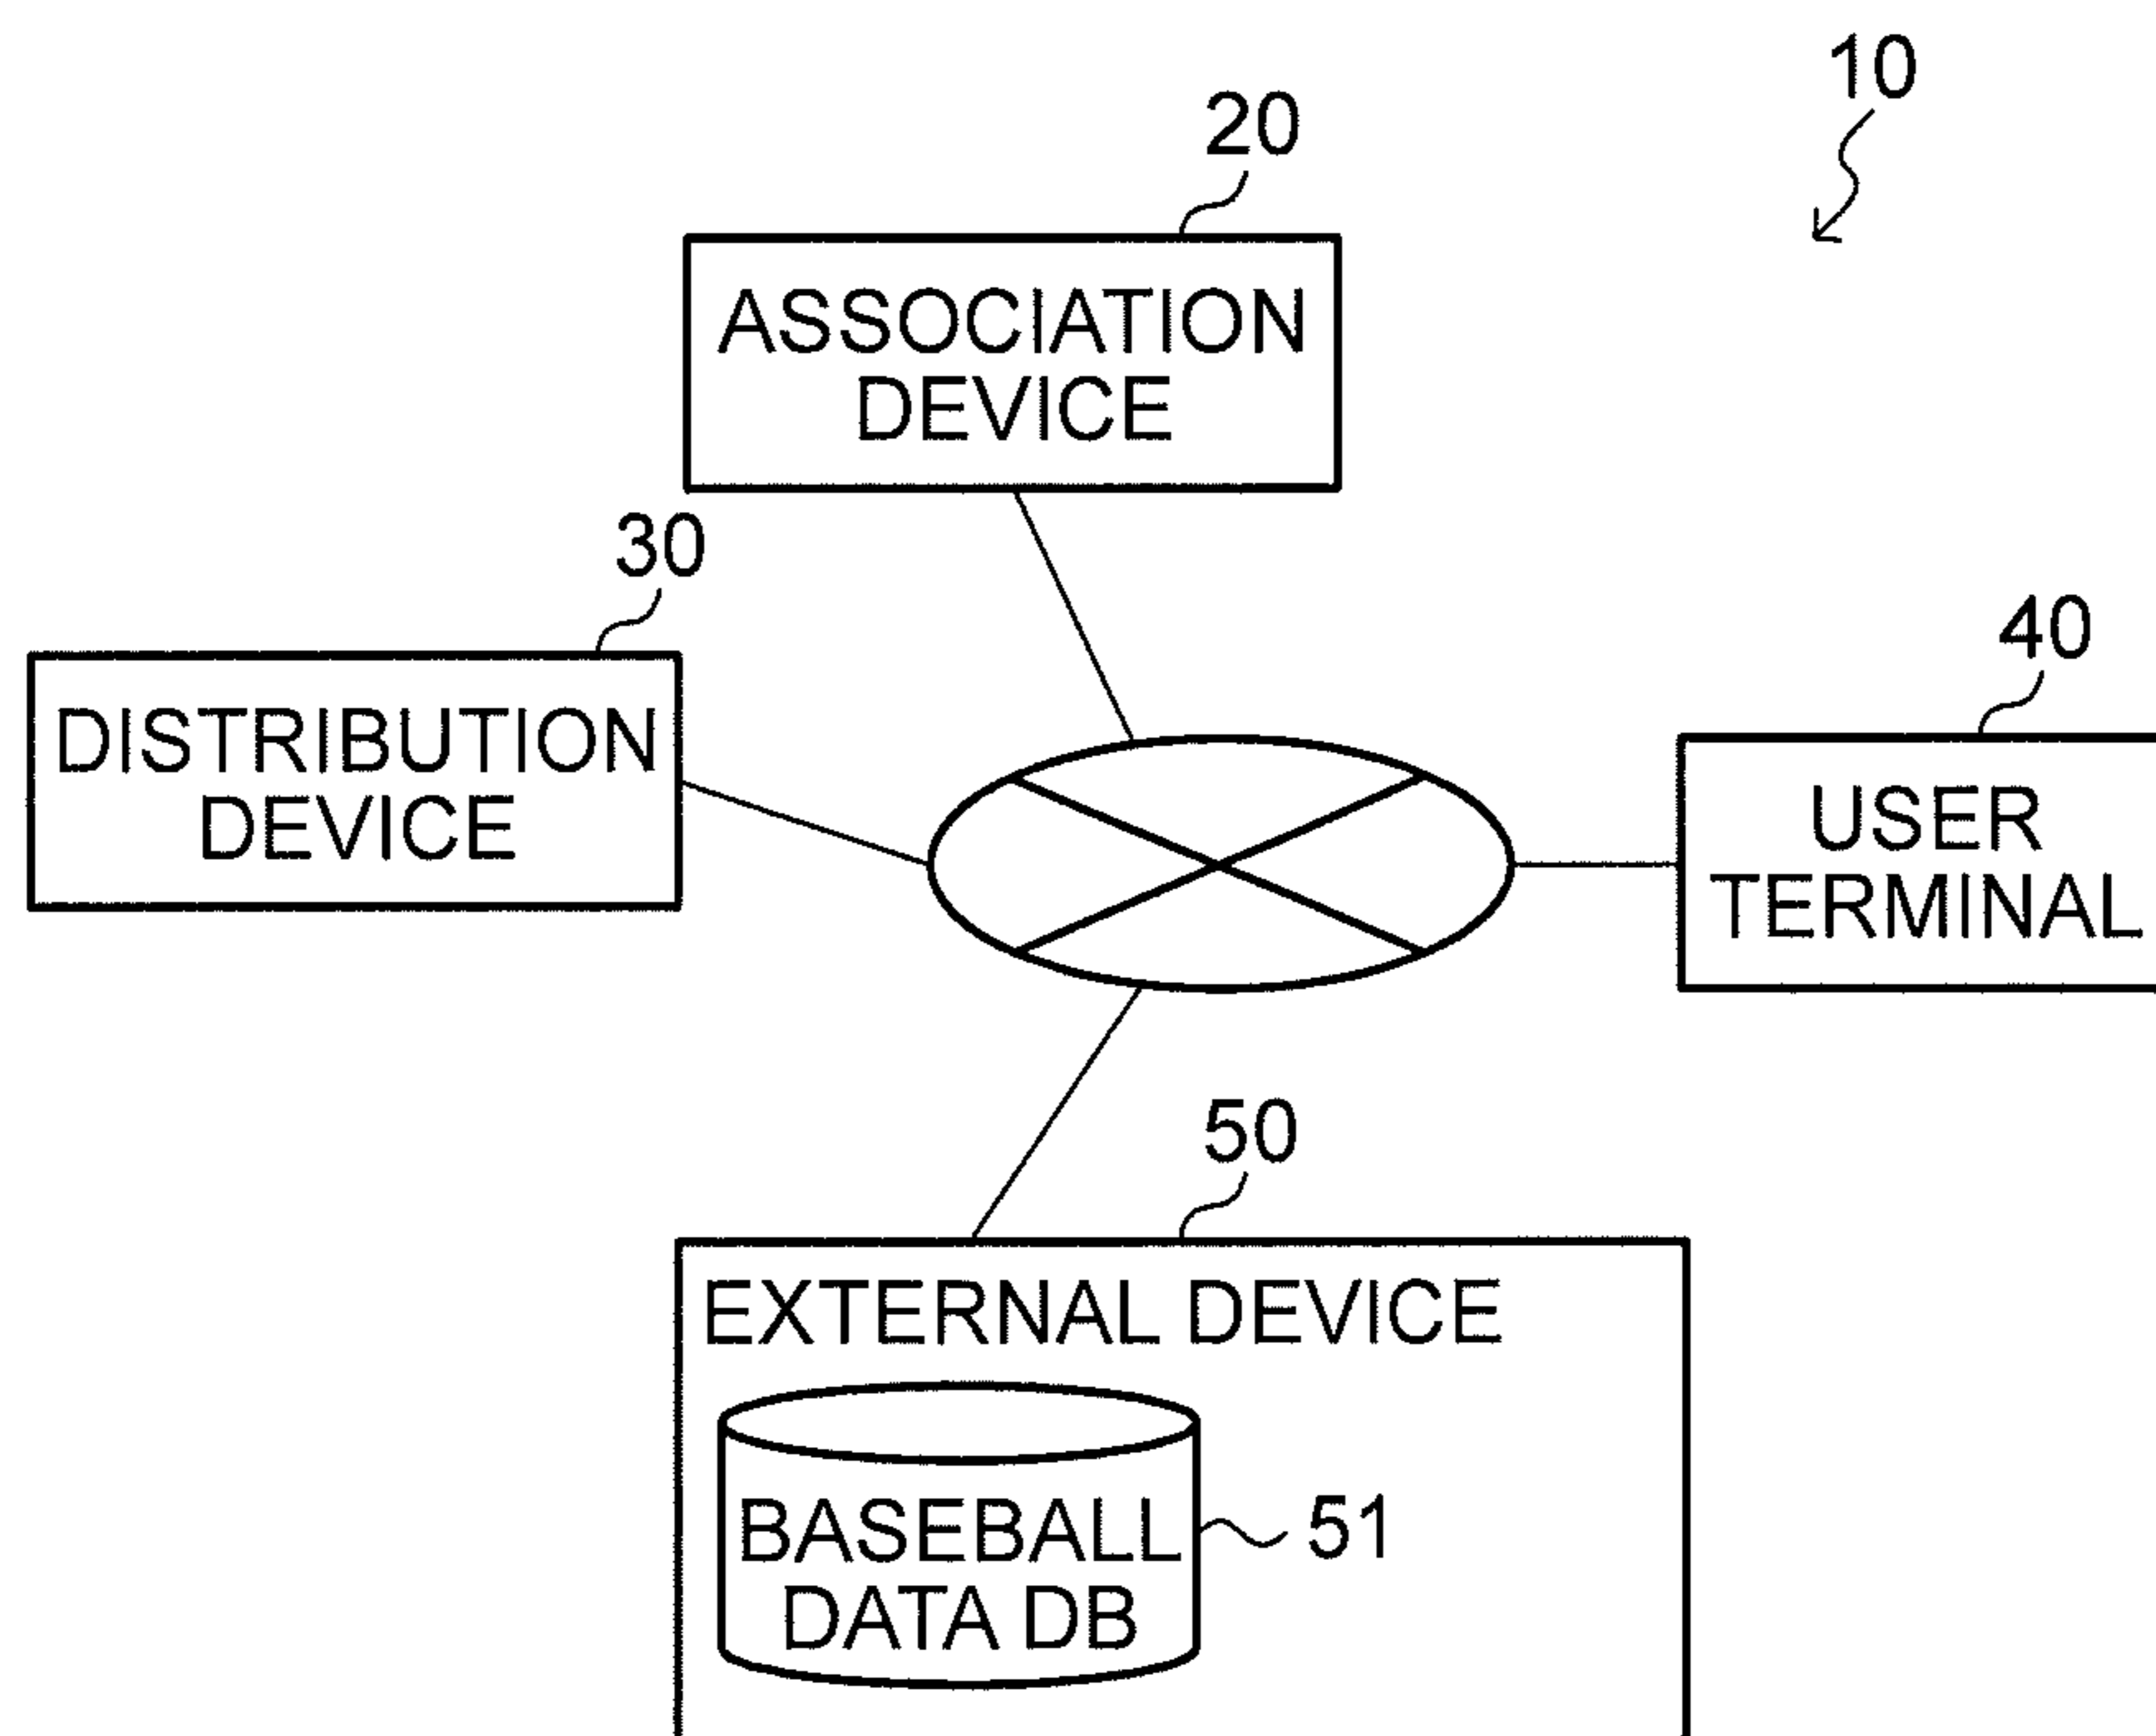 10
20
ASSOCIATION
DEVICE
30
DISTRIBUTION
DEVICE
40
USER
TERMINAL
50
EXTERNAL DEVICE
BASEBALL
DATA DB
51